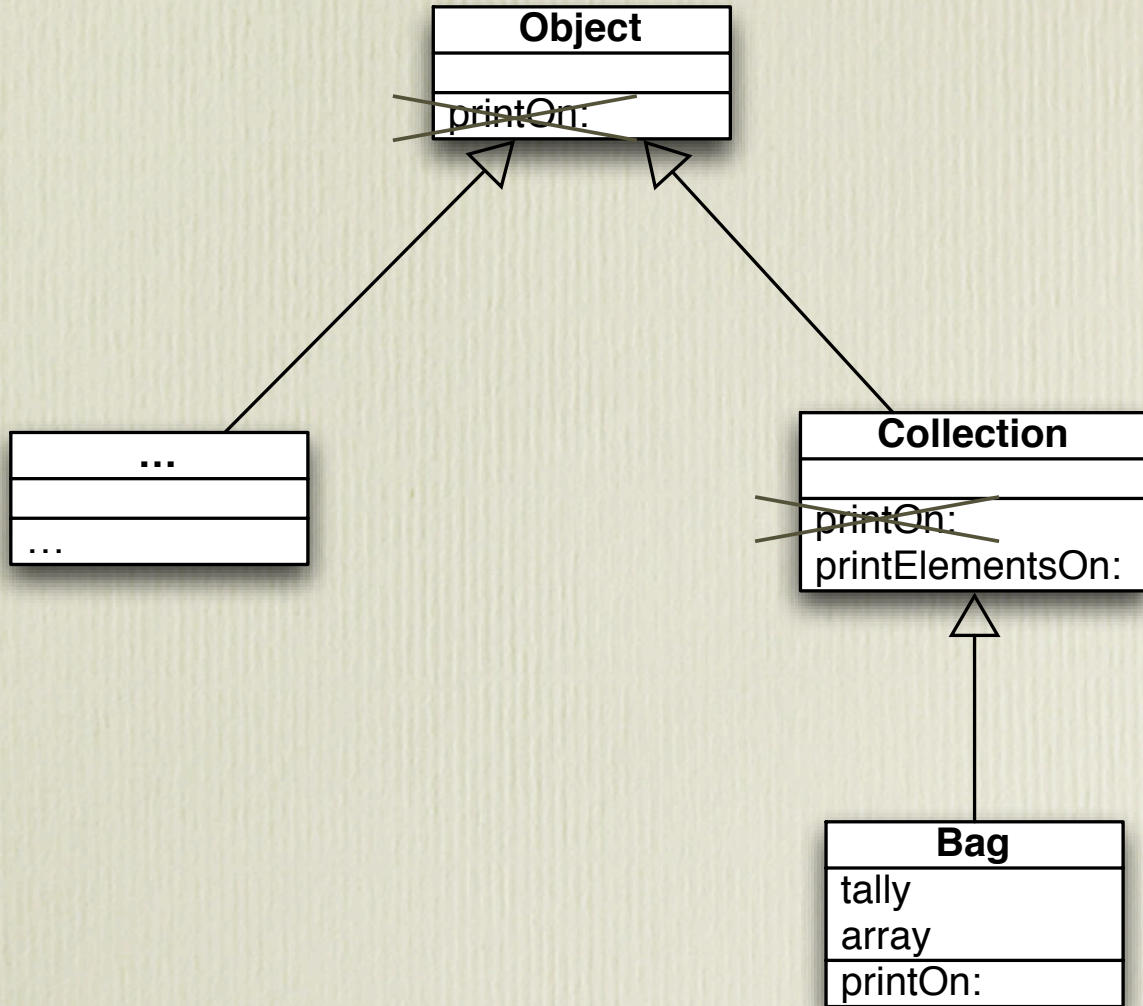 Object
printOn:
...
...
Collection
printOn:
printElementsOn:
Bag
tally
array
printOn: